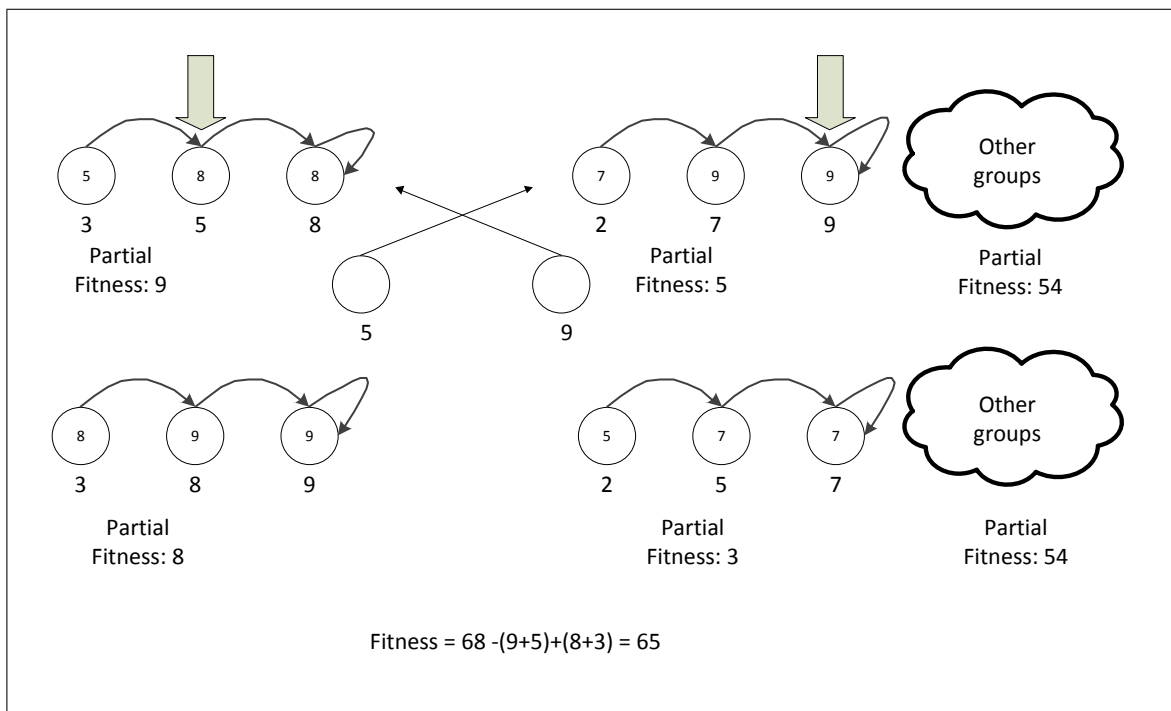 5 8 8 7 9 9 Other
groups
3 5 8 2 7 9
Partial
Fitness: 9
Partial
Fitness: 5
Partial
Fitness: 54
5 9
8 9 9 5 7 7 Other
groups
3 8 9 2 5 7
Partial
Fitness: 8
Partial
Fitness: 3
Partial
Fitness: 54
Fitness = 68 -(9+5)+(8+3) = 65